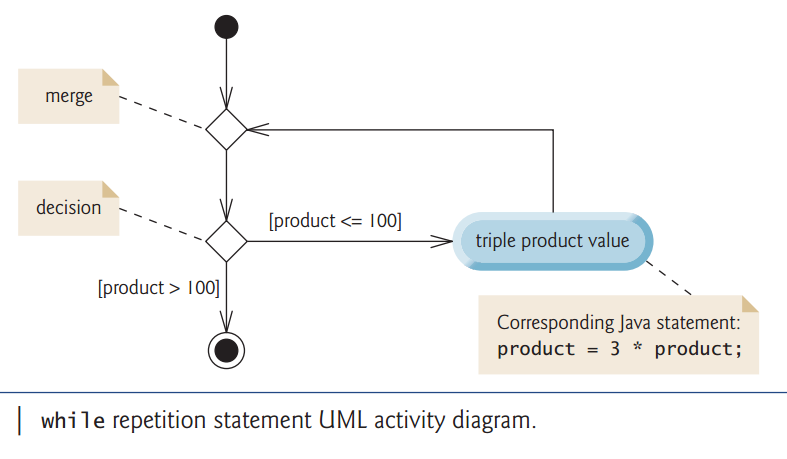 merge
decision
[product <= 100]
triple product value
[product > 100]
Corresponding Java statement:
product = 3 * product;
while repetition statement UML activity diagram.